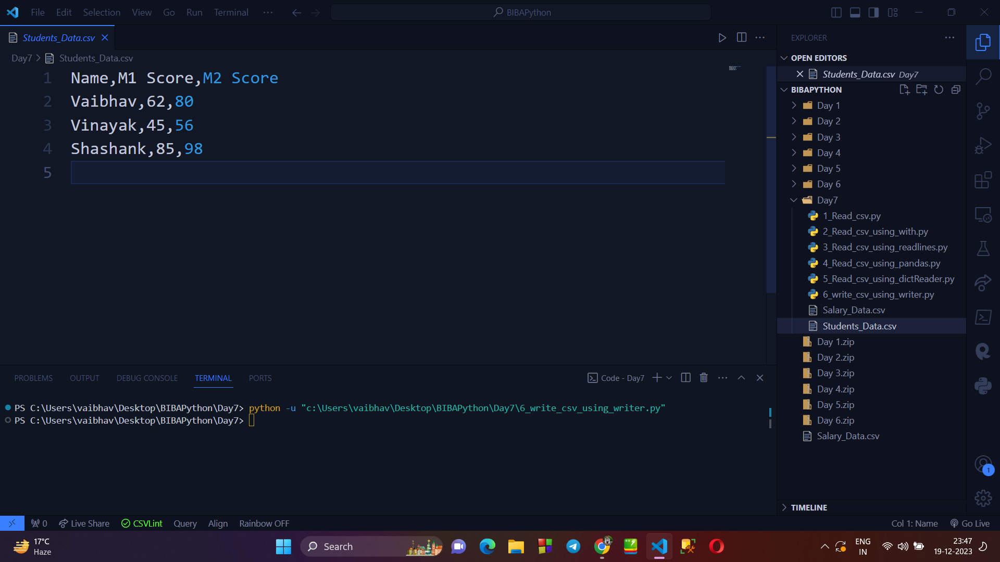 File Edit Selection View Go Run Terminal ··· BIBAPython
Students_Data.csv
Day7 > Students_Data.csv
1 Name,M1 Score,M2 Score
2 Vaibhav,62,80
3 Vinayak,45,56
4 Shashank,85,98
5
PROBLEMS OUTPUT DEBUG CONSOLE TERMINAL PORTS
Code - Day7
PS C:\Users\vaibhav\Desktop\BIBAPython\Day7> python -u "c:\Users\vaibhav\Desktop\BIBAPython\Day7\6_write_csv_using_writer.py"
PS C:\Users\vaibhav\Desktop\BIBAPython\Day7>
EXPLORER
OPEN EDITORS
Students_Data.csv Day7
BIBAPYTHON
Day 1
Day 2
Day 3
Day 4
Day 5
Day 6
Day7
1_Read_csv.py
2_Read_csv_using_with.py
3_Read_csv_using_readlines.py
4_Read_csv_using_pandas.py
5_Read_csv_using_dictReader.py
6_write_csv_using_writer.py
Salary_Data.csv
Students_Data.csv
Day 1.zip
Day 2.zip
Day 3.zip
Day 4.zip
Day 5.zip
Day 6.zip
Salary_Data.csv
TIMELINE
1
0 Live Share CSVLint Query Align Rainbow OFF Col 1: Name Go Live
17°C
Haze
Search
ENG
IN
23:47
19-12-2023